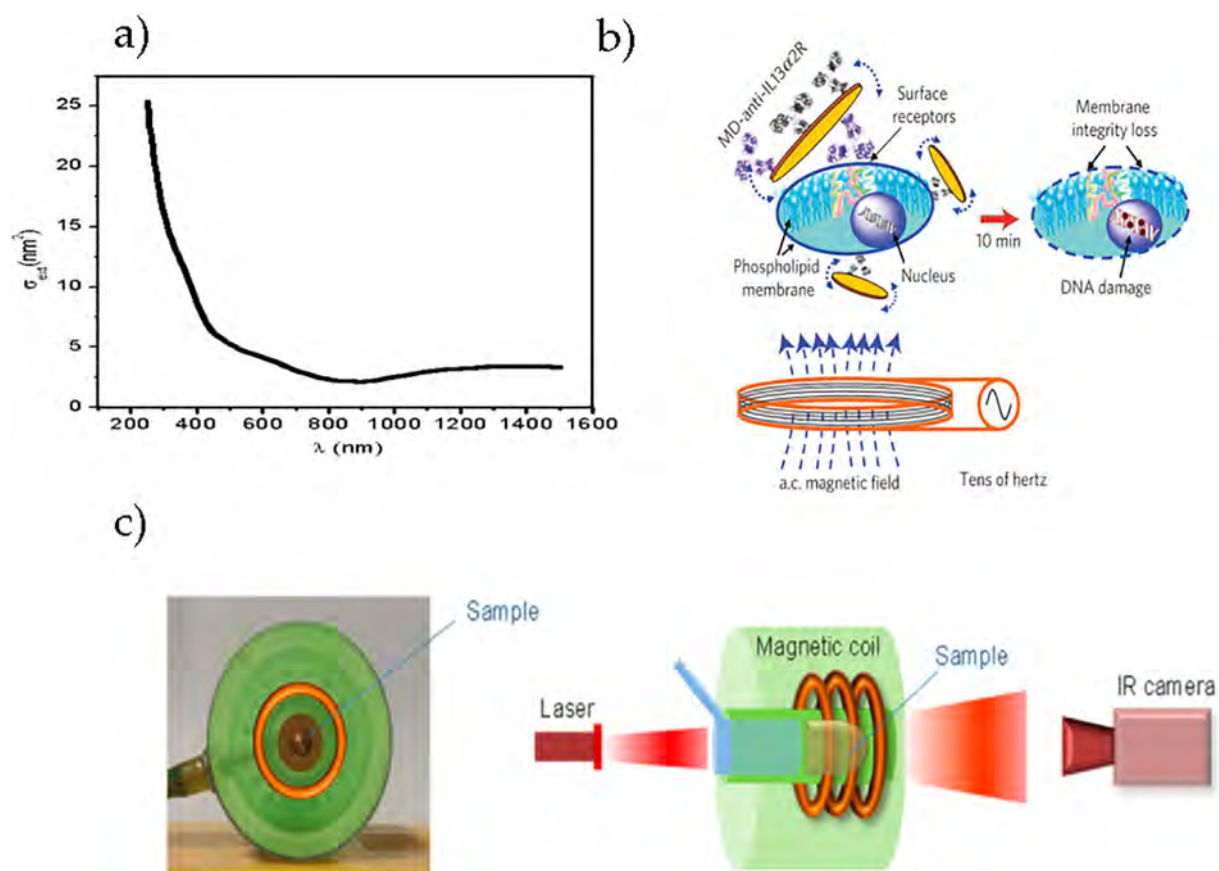 a)
25
20
15
10
5
0
σed(nm²)
200 400 600 800 1000 1200 1400 1600
λ (nm)
b)
MD-anti-IL13α2R
Surface
receptors
Membrane
integrity loss
10 min
Phospholipid
membrane
Nucleus
DNA damage
a.c. magnetic field
Tens of hertz
c)
Sample
Magnetic coil
Sample
Laser
IR camera